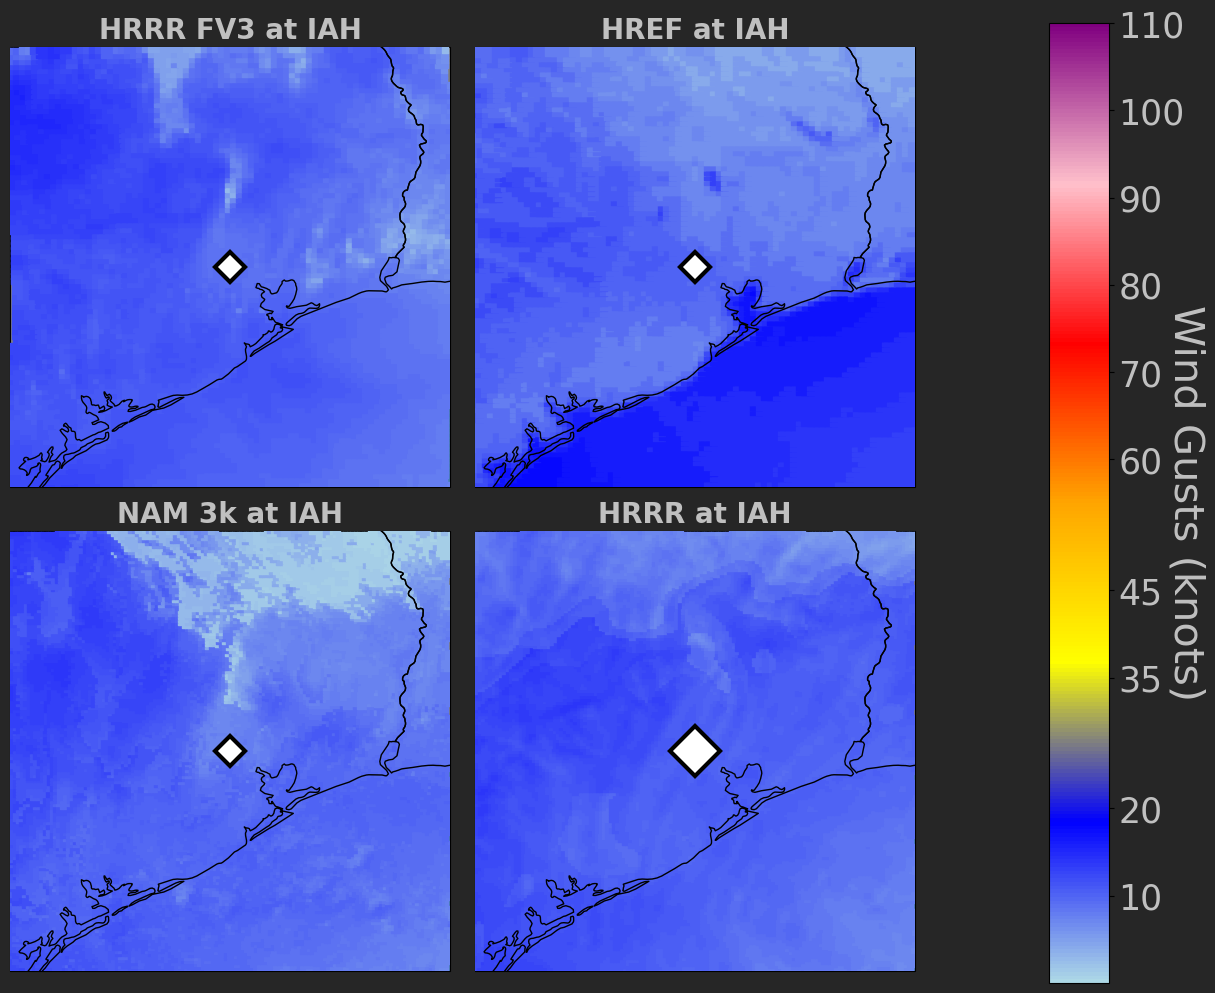 HRRR FV3 at IAH
HREF at IAH
NAM 3k at IAH
HRRR at IAH
110
100
90
80
70
60
45
35
20
10
Wind Gusts (knots)